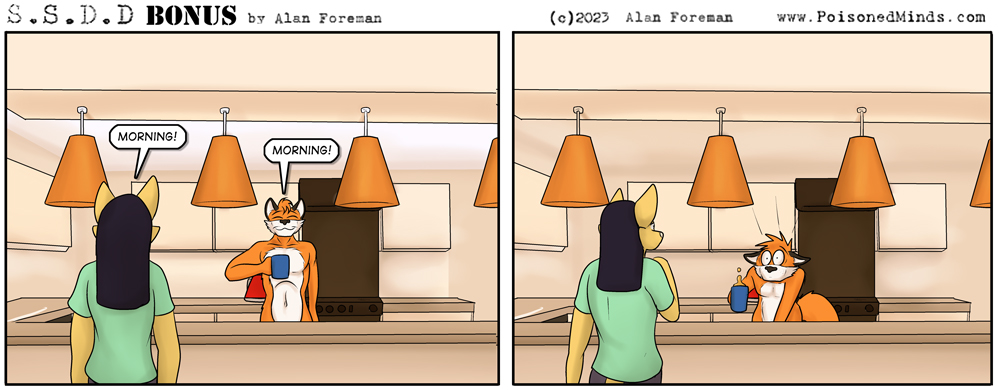 S.S.D.D BONUS by Alan Foreman
(c)2023 Alan Foreman www.PoisonedMinds.com
MORNING!
MORNING!